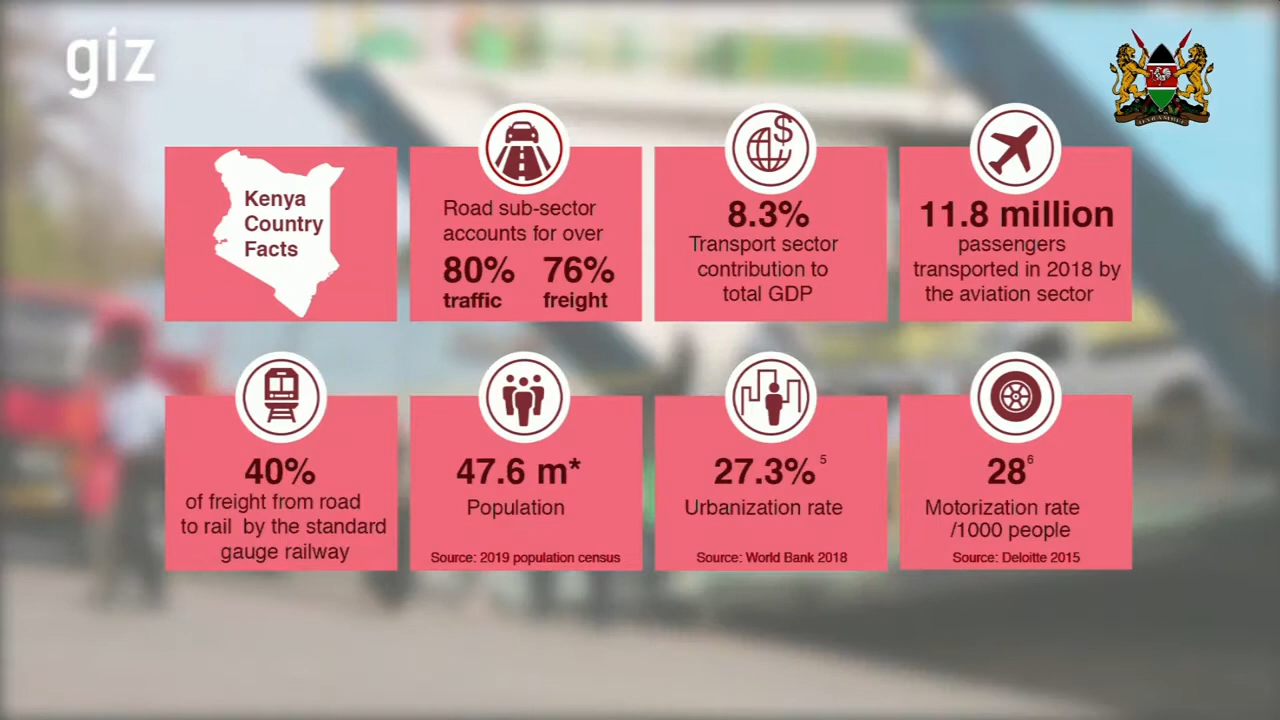 giz
Kenya
Country
Facts
Road sub-sector
accounts for over
80% 76%
traffic freight
8.3%
Transport sector
contribution to
total GDP
11.8 million
passengers
transported in 2018 by
the aviation sector
40%
of freight from road
to rail by the standard
gauge railway
47.6 m*
Population
Source: 2019 population census
27.3% 5
Urbanization rate
Source: World Bank 2018
28 6
Motorization rate
/1000 people
Source: Deloitte 2015
HARAMBEE